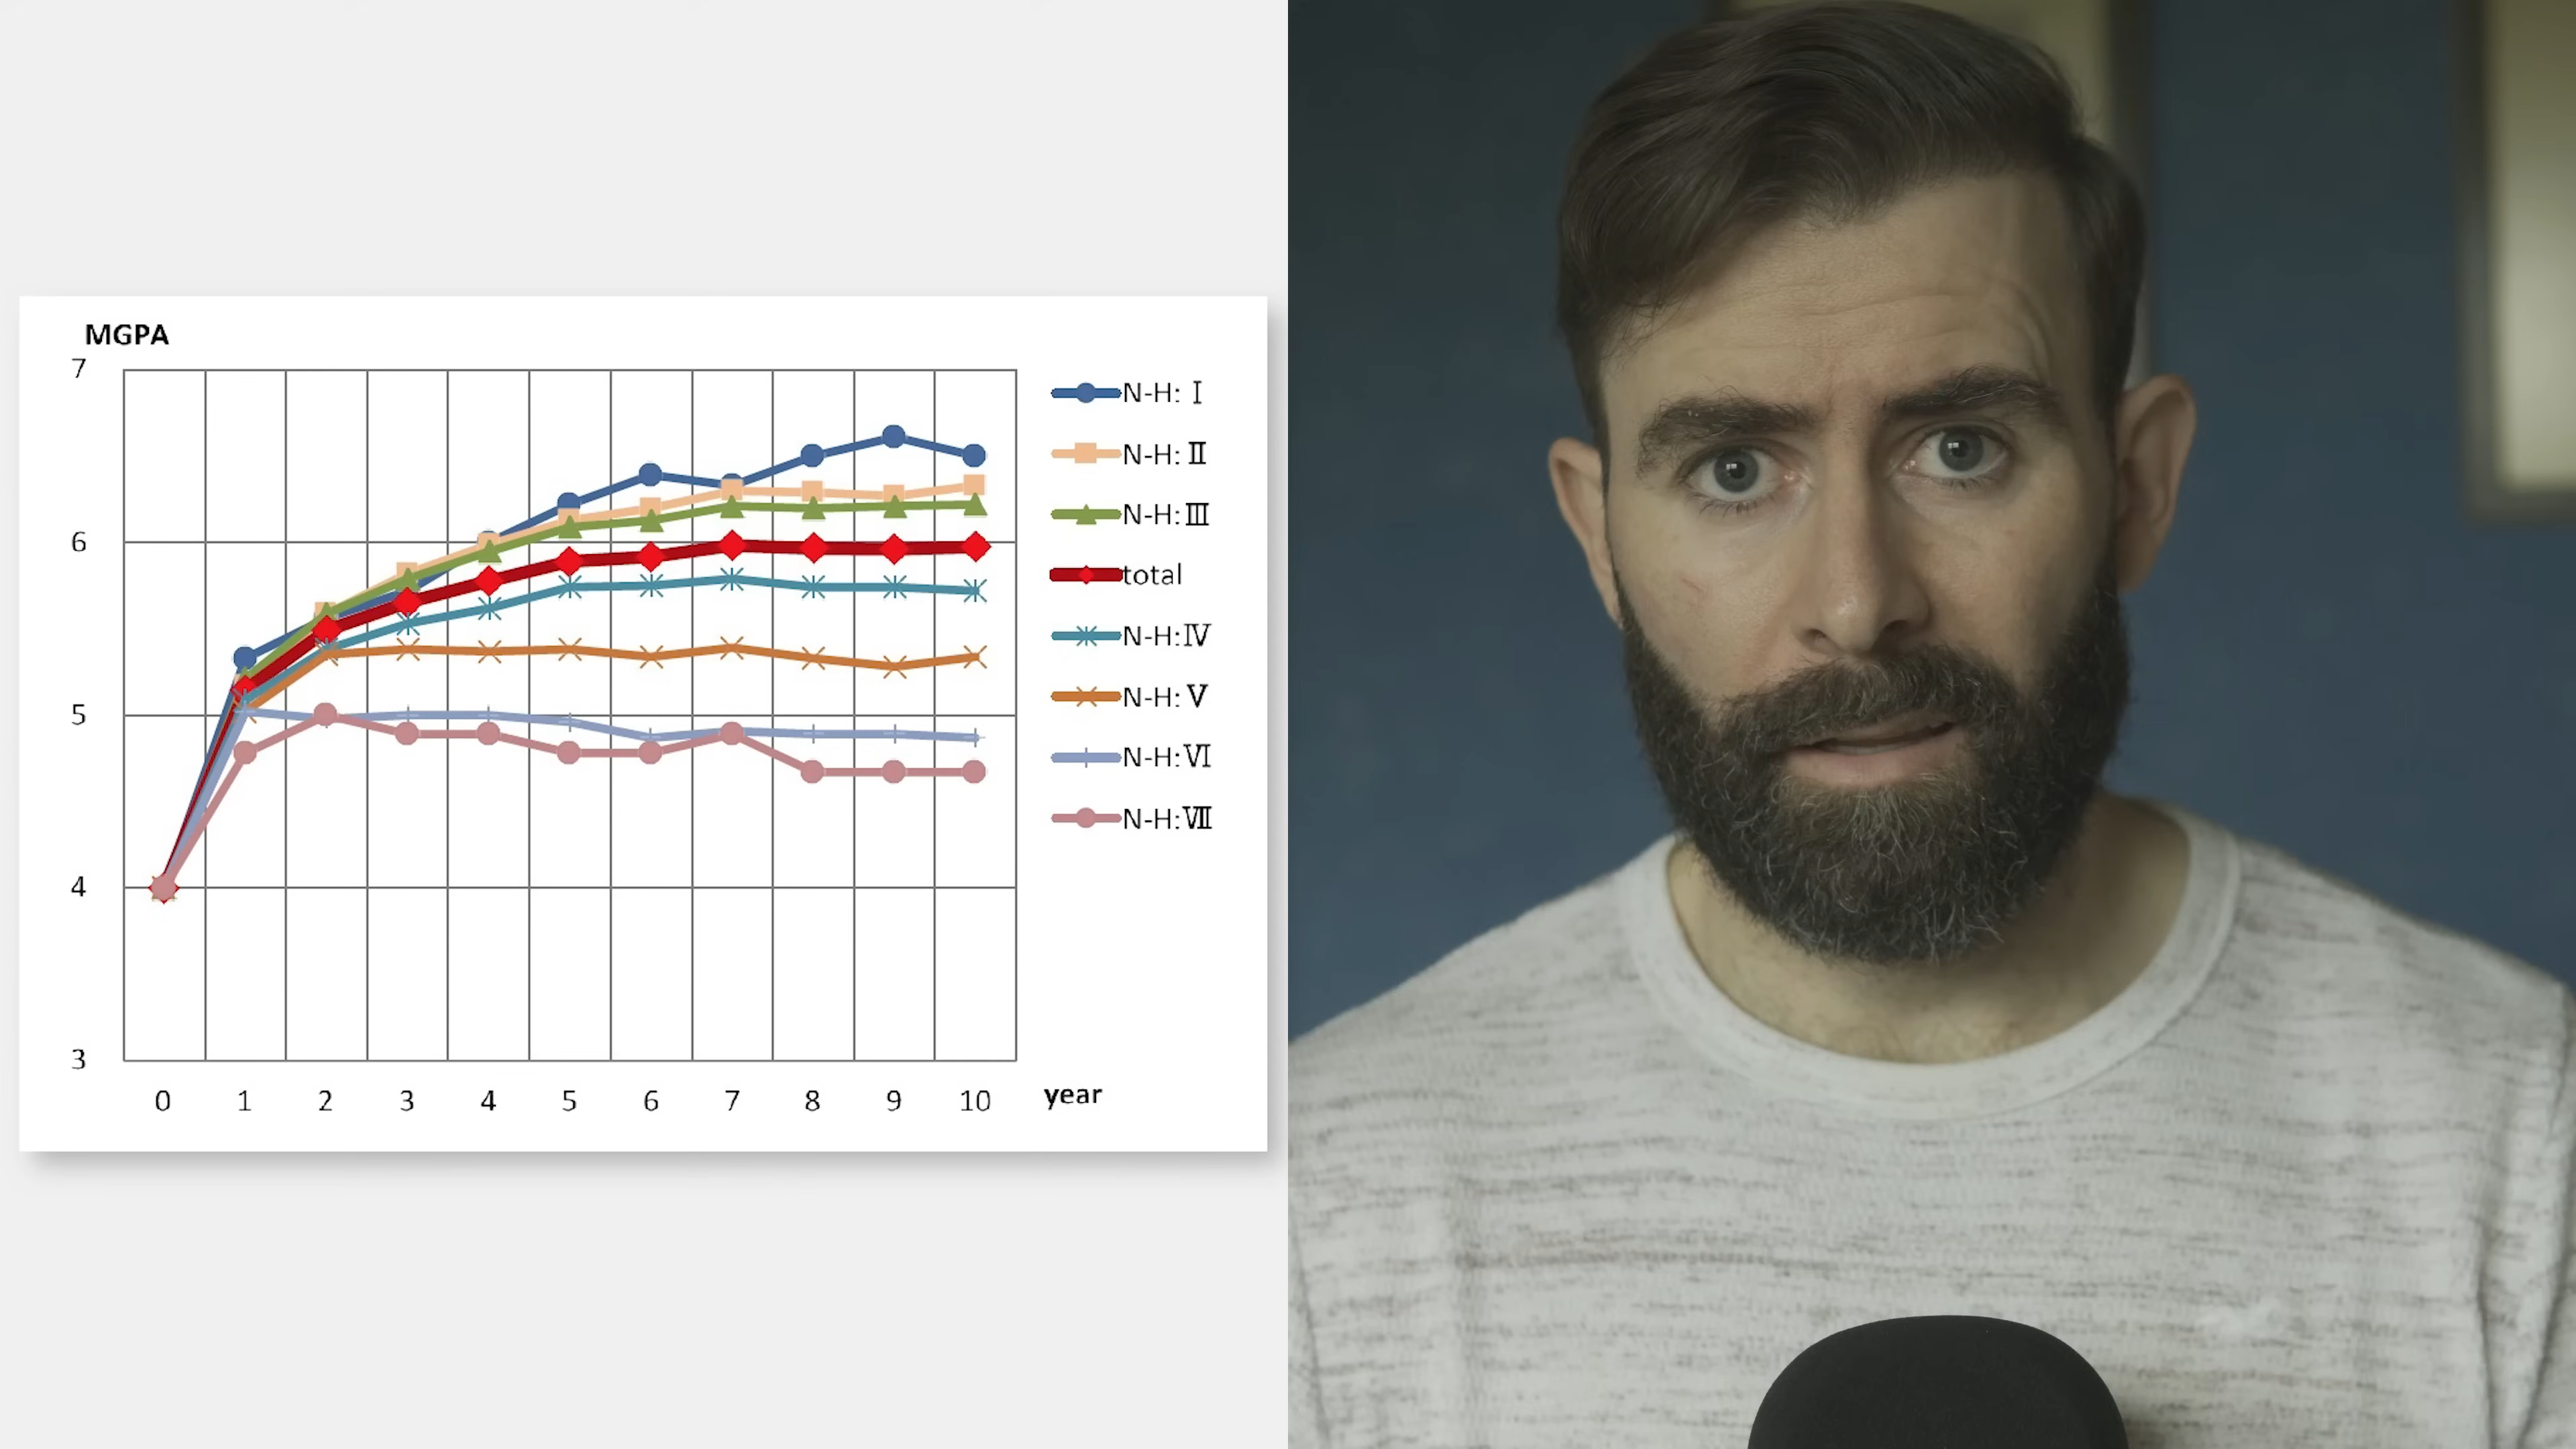 MGPA
7
6
5
4
3
0 1 2 3 4 5 6 7 8 9 10
year
N-H: Ⅰ
N-H: Ⅱ
N-H: Ⅲ
total
N-H: Ⅳ
N-H: Ⅴ
N-H: Ⅵ
N-H: Ⅶ